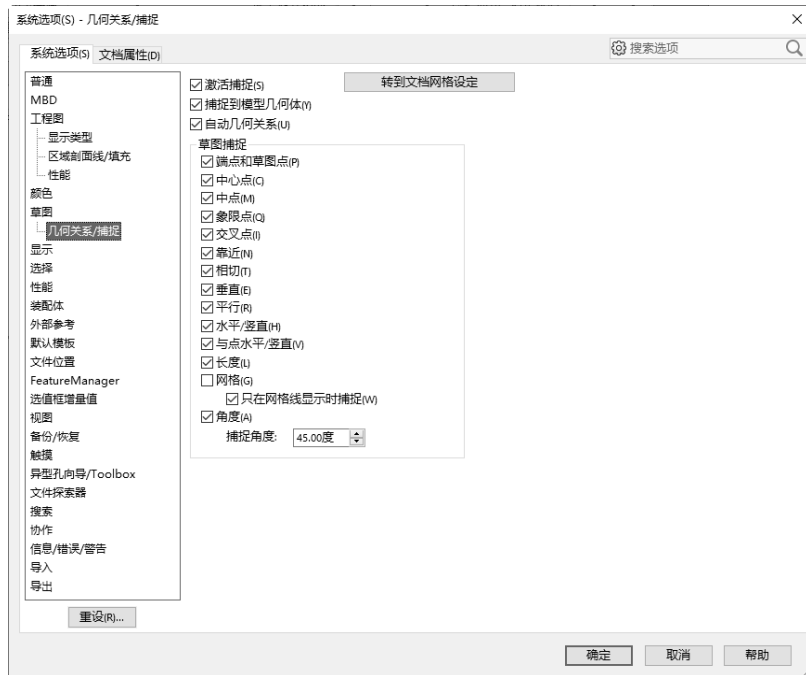 系统选项(S) - 几何关系/捕捉
系统选项(S) 文档属性(D)
搜索选项
普通
MBD
工程图
显示类型
区域剖面线/填充
性能
颜色
草图
几何关系/捕捉
显示
选择
性能
装配体
外部参考
默认模板
文件位置
FeatureManager
选值框增量值
视图
备份/恢复
触摸
异型孔向导/Toolbox
文件探索器
搜索
协作
信息/错误/警告
导入
导出
重设(R)...
激活捕捉(S)
转到文档网格设定
捕捉到模型几何体(Y)
自动几何关系(U)
草图捕捉
端点和草图点(P)
中心点(C)
中点(M)
象限点(Q)
交叉点(I)
靠近(N)
相切(T)
垂直(E)
平行(R)
水平/竖直(H)
与点水平/竖直(V)
长度(L)
网格(G)
只在网格线显示时捕捉(W)
角度(A)
捕捉角度: 45.00度
确定 取消 帮助